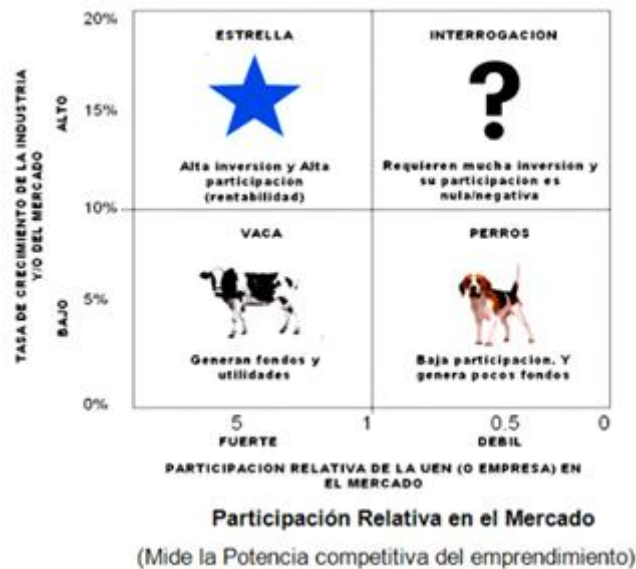 20%
ESTRELLA
INTERROGACION
ALTO
15%
?
Alta inversion y Alta
participación
(rentabilidad)
Requieren mucha inversion y
su participacion es
nula/negativa
10%
TASA DE CRECIMIENTO DE LA INDUSTRIA
Y/O DEL MERCADO
VACA
PERROS
5%
BAJO
Generan fondos y
utilidades
Baja participacion. Y
genera pocos fondos
0%
5
1
0.5
0
FUERTE
DEBIL
PARTICIPACION RELATIVA DE LA UEN (O EMPRESA) EN
EL MERCADO
Participación Relativa en el Mercado
(Mide la Potencia competitiva del emprendimiento)